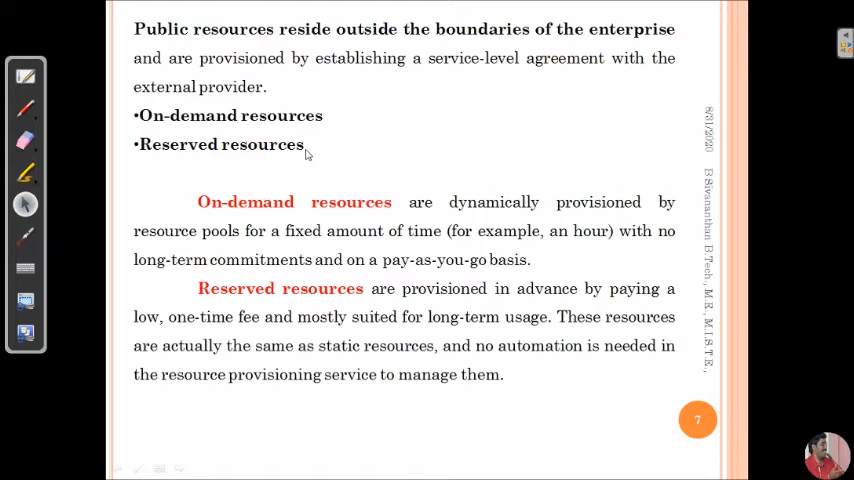 Public resources reside outside the boundaries of the enterprise
and are provisioned by establishing a service-level agreement with the
external provider.
•On-demand resources
•Reserved resources
On-demand resources are dynamically provisioned by
resource pools for a fixed amount of time (for example, an hour) with no
long-term commitments and on a pay-as-you-go basis.
Reserved resources are provisioned in advance by paying a
low, one-time fee and mostly suited for long-term usage. These resources
are actually the same as static resources, and no automation is needed in
the resource provisioning service to manage them.
8/31/2020
B Sivananthan B.Tech., M.E., M.I.S.T.E.,
7